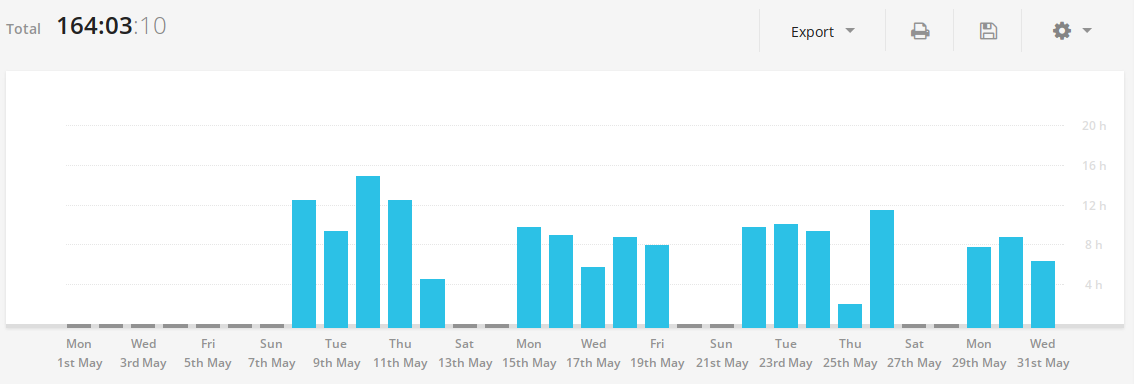 Total 164:03:10
Export
20 h
16 h
12 h
8 h
4 h
Mon Wed Fri Sun Tue Thu Sat Mon Wed Fri Sun Tue Thu Sat Mon Wed
1st May 3rd May 5th May 7th May 9th May 11th May 13th May 15th May 17th May 19th May 21st May 23rd May 25th May 27th May 29th May 31st May